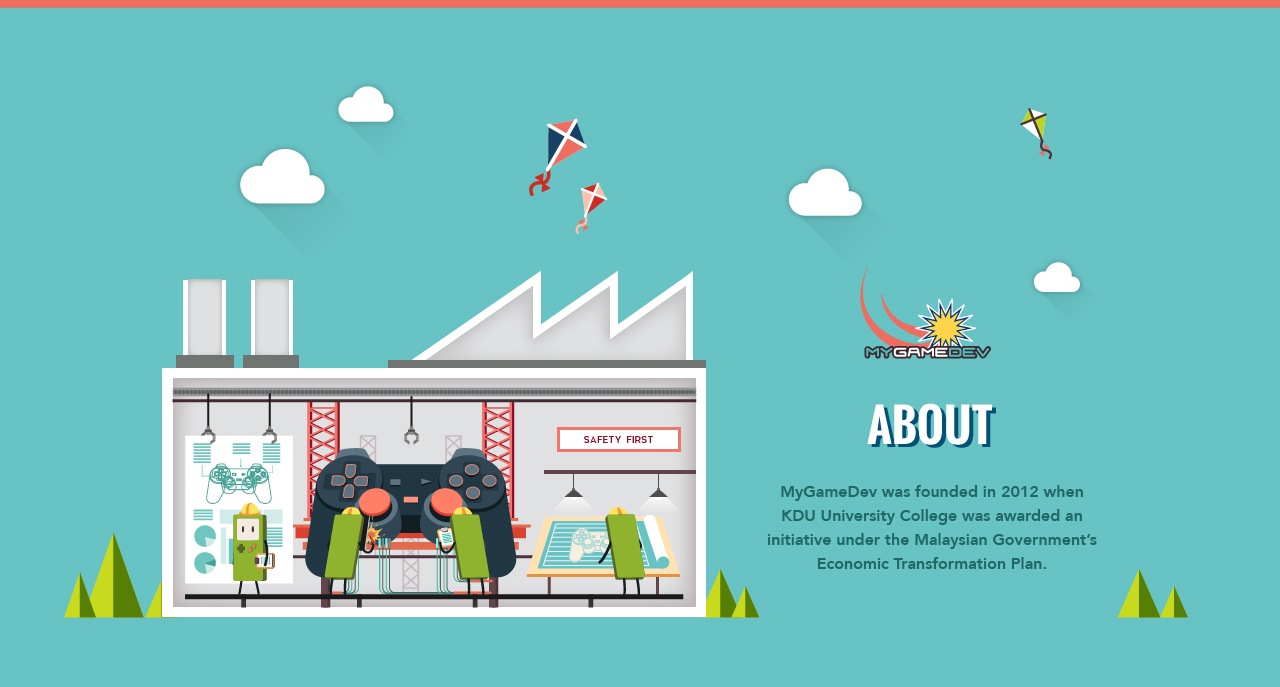 SAFETY FIRST
MYGAMEDEV
ABOUT
MyGameDev was founded in 2012 when
KDU University College was awarded an
initiative under the Malaysian Government's
Economic Transformation Plan.